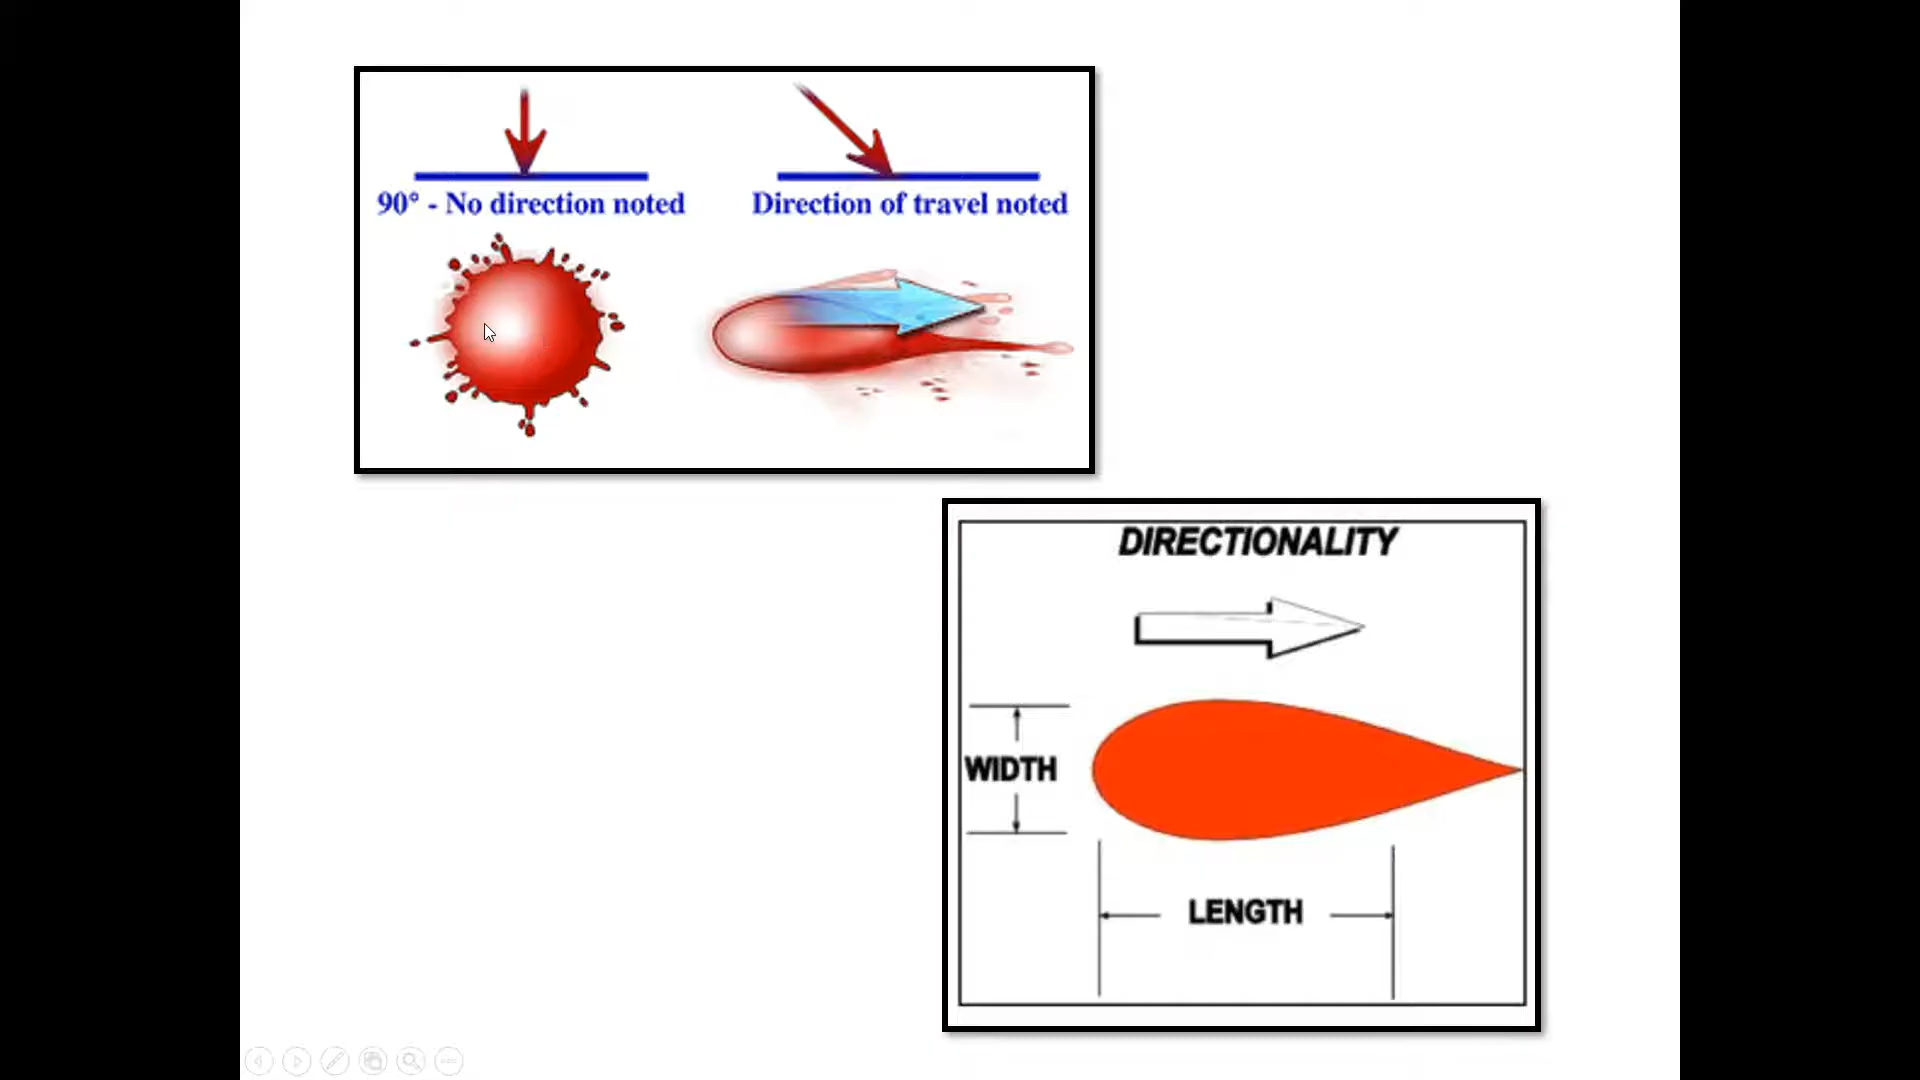 90° - No direction noted
Direction of travel noted
DIRECTIONALITY
WIDTH
LENGTH